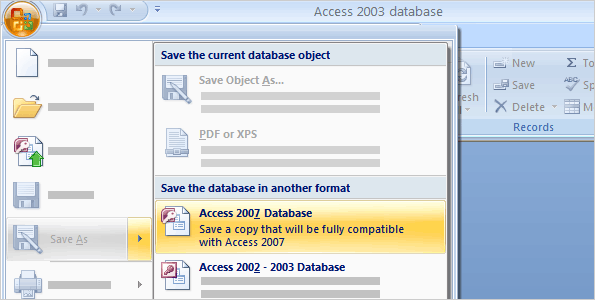 Access 2003 database
Save the current database object
Save Object As...
PDF or XPS
Save the database in another format
Access 2007 Database
Save a copy that will be fully compatible
with Access 2007
Save As
Access 2002 - 2003 Database
New
Save
Delete
Records